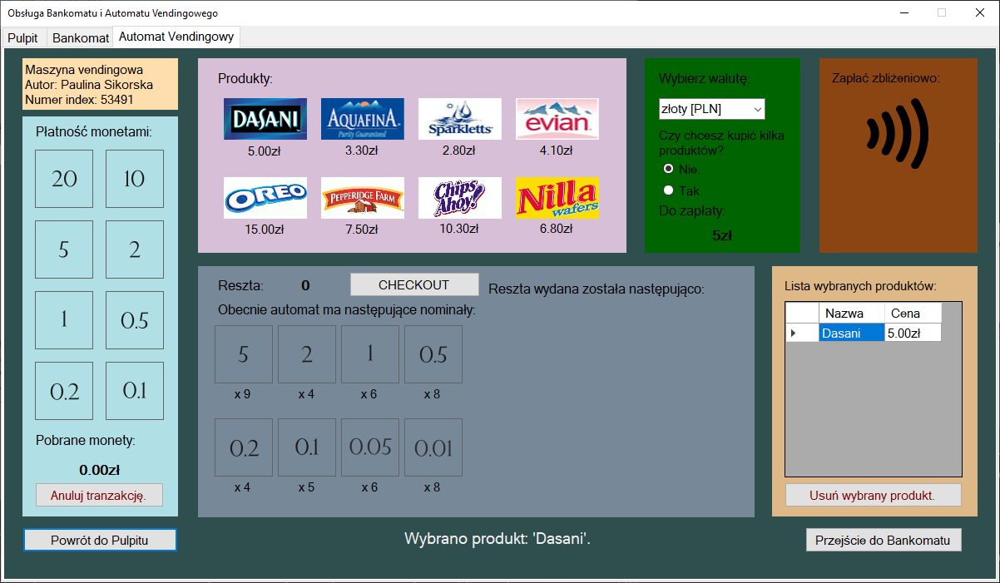 Obsługa Bankomatu i Automatu Vendingowego
Pulpit Bankomat Automat Vendingowy
Maszyna vendingowa
Autor: Paulina Sikorska
Numer index: 53491
Płatność monetami:
20 10
5 2
1 0.5
0.2 0.1
Pobrane monety:
0.00zł
Anuluj tranzakcję.
Powrót do Pulpitu
Produkty:
DASANI AQUAFINA Purity Guaranteed Sparkletts evian.
5.00zł 3.30zł 2.80zł 4.10zł
OREO PEPPERIDGE FARM Chips Ahoy! Nilla wafers
15.00zł 7.50zł 10.30zł 6.80zł
Wybierz walutę:
złoty [PLN]
Czy chcesz kupić kilka
produktów?
Nie.
Tak.
Do zapłaty:
5zł
Zapłać zbliżeniowo:
Reszta: 0 CHECKOUT Reszta wydana została następująco:
Obecnie automat ma następujące nominały:
5 2 1 0.5
x 9 x 4 x 6 x 8
0.2 0.1 0.05 0.01
x 4 x 5 x 6 x 8
Lista wybranych produktów:
Nazwa Cena
Dasani 5.00zł
Usuń wybrany produkt.
Wybrano produkt: 'Dasani'.
Przejście do Bankomatu